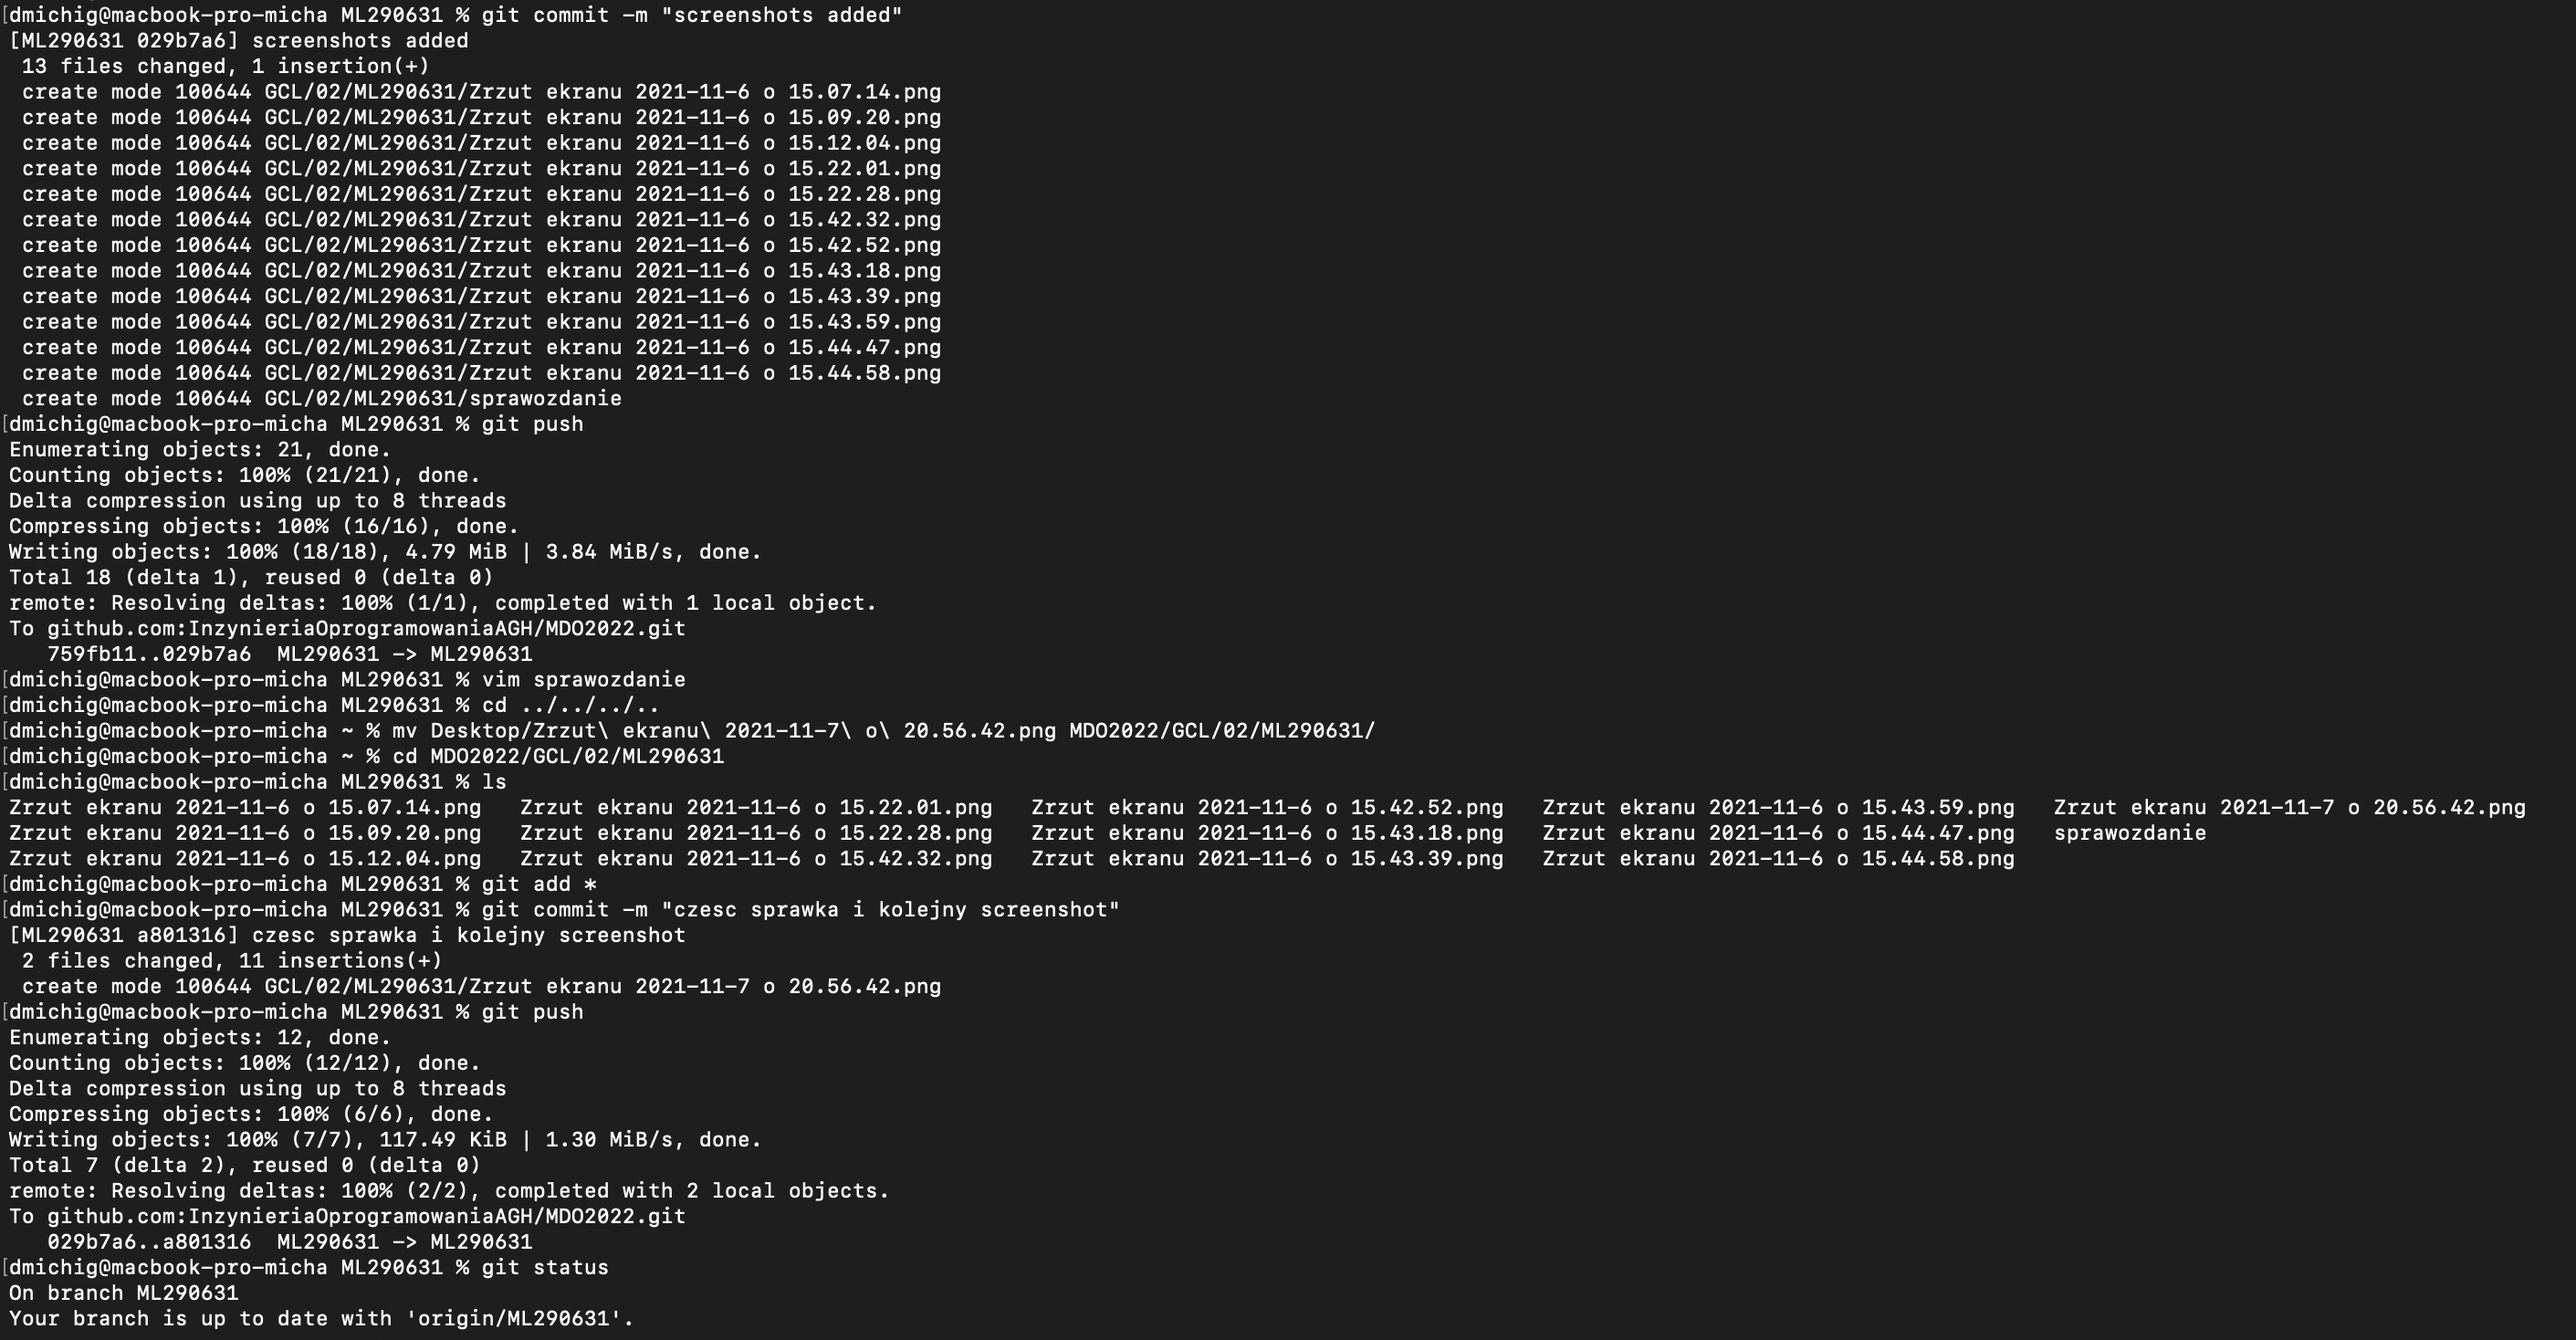 [dmichig@macbook-pro-micha ML290631 % git commit -m "screenshots added"
[ML290631 029b7a6] screenshots added
 13 files changed, 1 insertion(+)
 create mode 100644 GCL/02/ML290631/Zrzut ekranu 2021-11-6 o 15.07.14.png
 create mode 100644 GCL/02/ML290631/Zrzut ekranu 2021-11-6 o 15.09.20.png
 create mode 100644 GCL/02/ML290631/Zrzut ekranu 2021-11-6 o 15.12.04.png
 create mode 100644 GCL/02/ML290631/Zrzut ekranu 2021-11-6 o 15.22.01.png
 create mode 100644 GCL/02/ML290631/Zrzut ekranu 2021-11-6 o 15.22.28.png
 create mode 100644 GCL/02/ML290631/Zrzut ekranu 2021-11-6 o 15.42.32.png
 create mode 100644 GCL/02/ML290631/Zrzut ekranu 2021-11-6 o 15.42.52.png
 create mode 100644 GCL/02/ML290631/Zrzut ekranu 2021-11-6 o 15.43.18.png
 create mode 100644 GCL/02/ML290631/Zrzut ekranu 2021-11-6 o 15.43.39.png
 create mode 100644 GCL/02/ML290631/Zrzut ekranu 2021-11-6 o 15.43.59.png
 create mode 100644 GCL/02/ML290631/Zrzut ekranu 2021-11-6 o 15.44.47.png
 create mode 100644 GCL/02/ML290631/Zrzut ekranu 2021-11-6 o 15.44.58.png
 create mode 100644 GCL/02/ML290631/sprawozdanie
[dmichig@macbook-pro-micha ML290631 % git push
Enumerating objects: 21, done.
Counting objects: 100% (21/21), done.
Delta compression using up to 8 threads
Compressing objects: 100% (16/16), done.
Writing objects: 100% (18/18), 4.79 MiB | 3.84 MiB/s, done.
Total 18 (delta 1), reused 0 (delta 0)
remote: Resolving deltas: 100% (1/1), completed with 1 local object.
To github.com:InzynieriaOprogramowaniaAGH/MDO2022.git
   759fb11..029b7a6  ML290631 -> ML290631
[dmichig@macbook-pro-micha ML290631 % vim sprawozdanie
[dmichig@macbook-pro-micha ML290631 % cd ../../../..
[dmichig@macbook-pro-micha ~ % mv Desktop/Zrzut\ ekranu\ 2021-11-7\ o\ 20.56.42.png MDO2022/GCL/02/ML290631/
[dmichig@macbook-pro-micha ~ % cd MDO2022/GCL/02/ML290631
[dmichig@macbook-pro-micha ML290631 % ls
Zrzut ekranu 2021-11-6 o 15.07.14.png   Zrzut ekranu 2021-11-6 o 15.22.01.png   Zrzut ekranu 2021-11-6 o 15.42.52.png   Zrzut ekranu 2021-11-6 o 15.43.59.png   Zrzut ekranu 2021-11-7 o 20.56.42.png
Zrzut ekranu 2021-11-6 o 15.09.20.png   Zrzut ekranu 2021-11-6 o 15.22.28.png   Zrzut ekranu 2021-11-6 o 15.43.18.png   Zrzut ekranu 2021-11-6 o 15.44.47.png   sprawozdanie
Zrzut ekranu 2021-11-6 o 15.12.04.png   Zrzut ekranu 2021-11-6 o 15.42.32.png   Zrzut ekranu 2021-11-6 o 15.43.39.png   Zrzut ekranu 2021-11-6 o 15.44.58.png
[dmichig@macbook-pro-micha ML290631 % git add *
[dmichig@macbook-pro-micha ML290631 % git commit -m "czesc sprawka i kolejny screenshot"
[ML290631 a801316] czesc sprawka i kolejny screenshot
 2 files changed, 11 insertions(+)
 create mode 100644 GCL/02/ML290631/Zrzut ekranu 2021-11-7 o 20.56.42.png
[dmichig@macbook-pro-micha ML290631 % git push
Enumerating objects: 12, done.
Counting objects: 100% (12/12), done.
Delta compression using up to 8 threads
Compressing objects: 100% (6/6), done.
Writing objects: 100% (7/7), 117.49 KiB | 1.30 MiB/s, done.
Total 7 (delta 2), reused 0 (delta 0)
remote: Resolving deltas: 100% (2/2), completed with 2 local objects.
To github.com:InzynieriaOprogramowaniaAGH/MDO2022.git
   029b7a6..a801316  ML290631 -> ML290631
[dmichig@macbook-pro-micha ML290631 % git status
On branch ML290631
Your branch is up to date with 'origin/ML290631'.